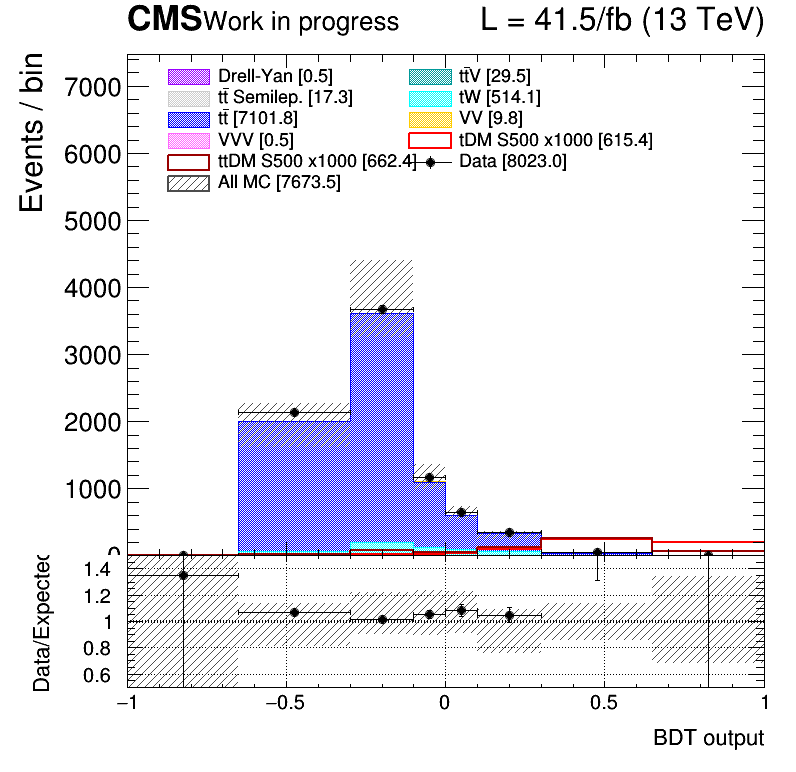 CMS Work in progress L = 41.5/fb (13 TeV)
Events / bin
7000
6000
5000
4000
3000
2000
1000
0
Drell-Yan [0.5] tt̄V [29.5]
tt̄ Semilep. [17.3] tW [514.1]
tt̄ [7101.8] VV [9.8]
VVV [0.5] tDM S500 x1000 [615.4]
ttDM S500 x1000 [662.4] Data [8023.0]
All MC [7673.5]
Data/Expected
1.4
1.2
1
0.8
0.6
−1 −0.5 0 0.5 1
BDT output